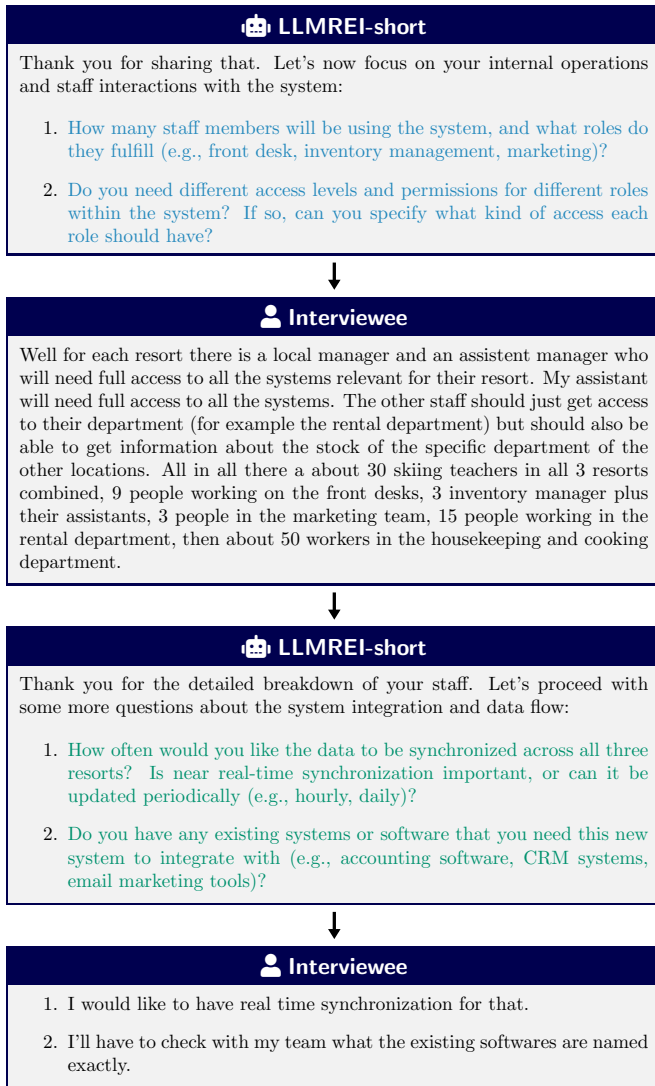 LLMREI-short
Thank you for sharing that. Let's now focus on your internal operations
and staff interactions with the system:
1. How many staff members will be using the system, and what roles do
they fulfill (e.g., front desk, inventory management, marketing)?
2. Do you need different access levels and permissions for different roles
within the system? If so, can you specify what kind of access each
role should have?
Interviewee
Well for each resort there is a local manager and an assistent manager who
will need full access to all the systems relevant for their resort. My assistant
will need full access to all the systems. The other staff should just get access
to their department (for example the rental department) but should also be
able to get information about the stock of the specific department of the
other locations. All in all there a about 30 skiing teachers in all 3 resorts
combined, 9 people working on the front desks, 3 inventory manager plus
their assistants, 3 people in the marketing team, 15 people working in the
rental department, then about 50 workers in the housekeeping and cooking
department.
LLMREI-short
Thank you for the detailed breakdown of your staff. Let's proceed with
some more questions about the system integration and data flow:
1. How often would you like the data to be synchronized across all three
resorts? Is near real-time synchronization important, or can it be
updated periodically (e.g., hourly, daily)?
2. Do you have any existing systems or software that you need this new
system to integrate with (e.g., accounting software, CRM systems,
email marketing tools)?
Interviewee
1. I would like to have real time synchronization for that.
2. I'll have to check with my team what the existing softwares are named
exactly.